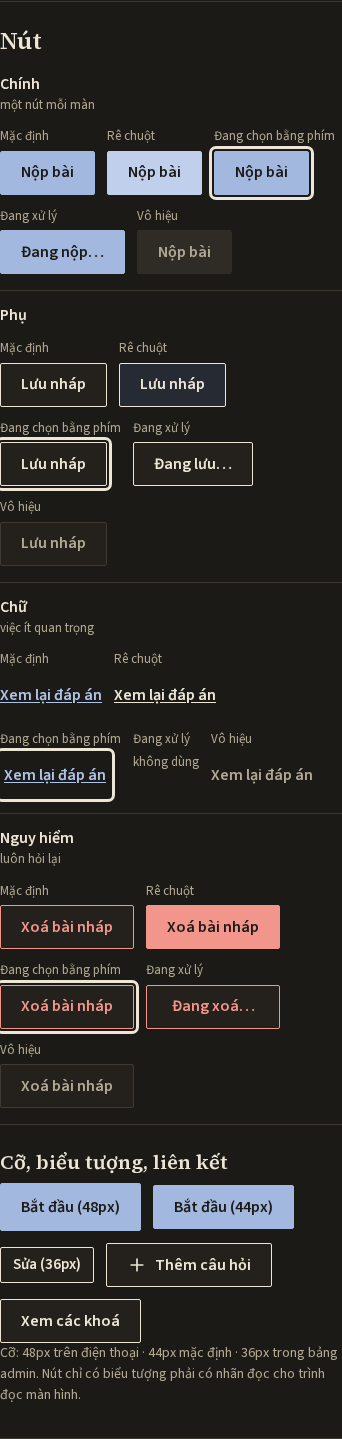 Nút
Chính
một nút mỗi màn
Mặc định
Rê chuột
Đang chọn bằng phím
Nộp bài
Nộp bài
Nộp bài
Đang xử lý
Vô hiệu
Đang nộp…
Nộp bài
Phụ
Mặc định
Rê chuột
Lưu nháp
Lưu nháp
Đang chọn bằng phím
Đang xử lý
Lưu nháp
Đang lưu…
Vô hiệu
Lưu nháp
Chữ
việc ít quan trọng
Mặc định
Rê chuột
Xem lại đáp án
Xem lại đáp án
Đang chọn bằng phím
Đang xử lý
Vô hiệu
không dùng
Xem lại đáp án
Xem lại đáp án
Nguy hiểm
luôn hỏi lại
Mặc định
Rê chuột
Xoá bài nháp
Xoá bài nháp
Đang chọn bằng phím
Đang xử lý
Xoá bài nháp
Đang xoá…
Vô hiệu
Xoá bài nháp
Cỡ, biểu tượng, liên kết
Bắt đầu (48px)
Bắt đầu (44px)
Sửa (36px)
Thêm câu hỏi
Xem các khoá
Cỡ: 48px trên điện thoại · 44px mặc định · 36px trong bảng
admin. Nút chỉ có biểu tượng phải có nhãn đọc cho trình
đọc màn hình.